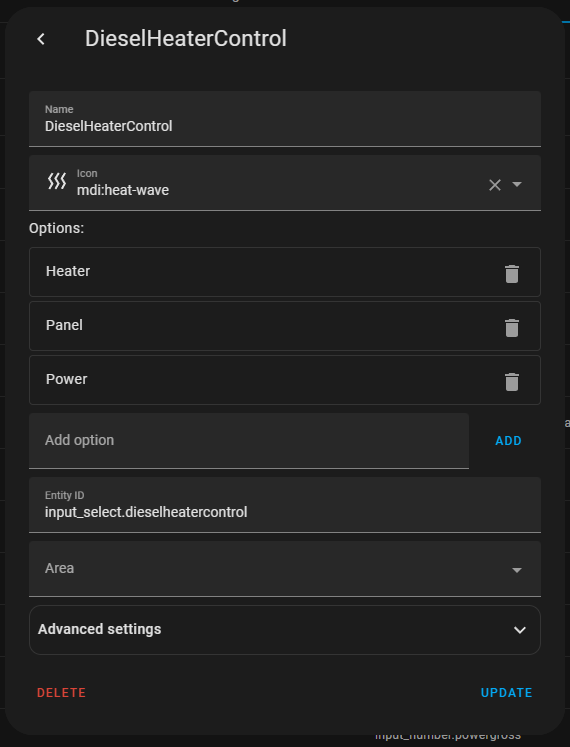 DieselHeaterControl
Name
DieselHeaterControl
Icon
mdi:heat-wave
Options:
Heater
Panel
Power
Add option
ADD
Entity ID
input_select.dieselheatercontrol
Area
Advanced settings
DELETE
UPDATE
input_number.powergross